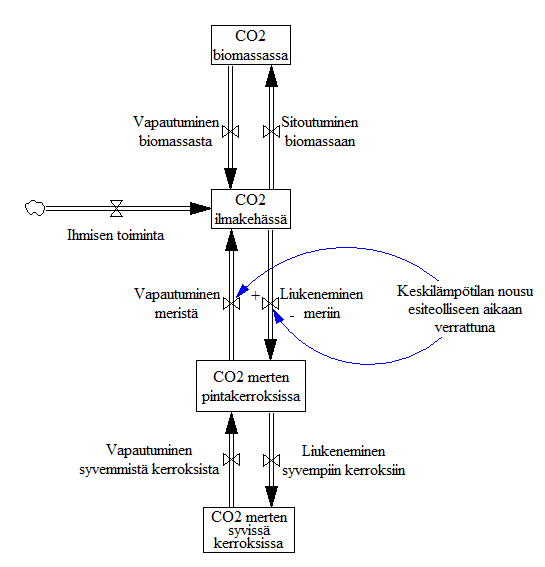 CO2
biomassassa
Vapautuminen
biomassasta
Sitoutuminen
biomassaan
CO2
ilmakehässä
Ihmisen toiminta
Vapautuminen
meristä
+
-
Liukeneminen
meriin
Keskilämpötilan nousu
esiteolliseen aikaan
verrattuna
CO2 merten
pintakerroksissa
Vapautuminen
syvemmistä kerroksista
Liukeneminen
syvempiin kerroksiin
CO2 merten
syvissä
kerroksissa